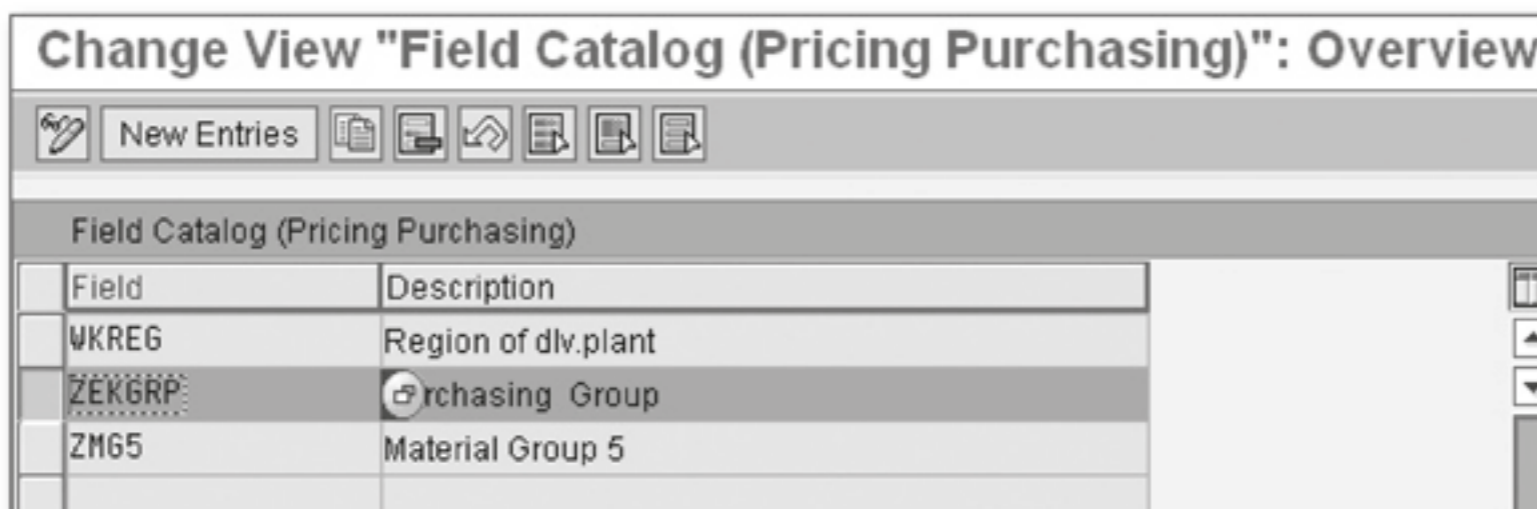 Change View "Field Catalog (Pricing Purchasing)": Overview
New Entries
Field Catalog (Pricing Purchasing)
Field Description
WKREG Region of dlv.plant
ZEKGRP rchasing Group
ZMG5 Material Group 5